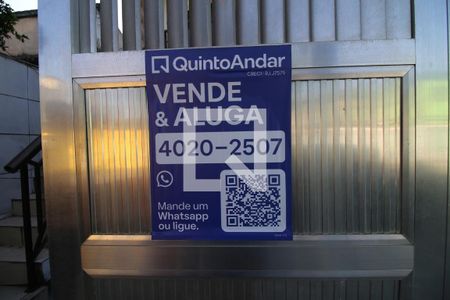 QuintoAndar
VENDE
& ALUGA
4020-2507
Mande um
Whatsapp
ou ligue.